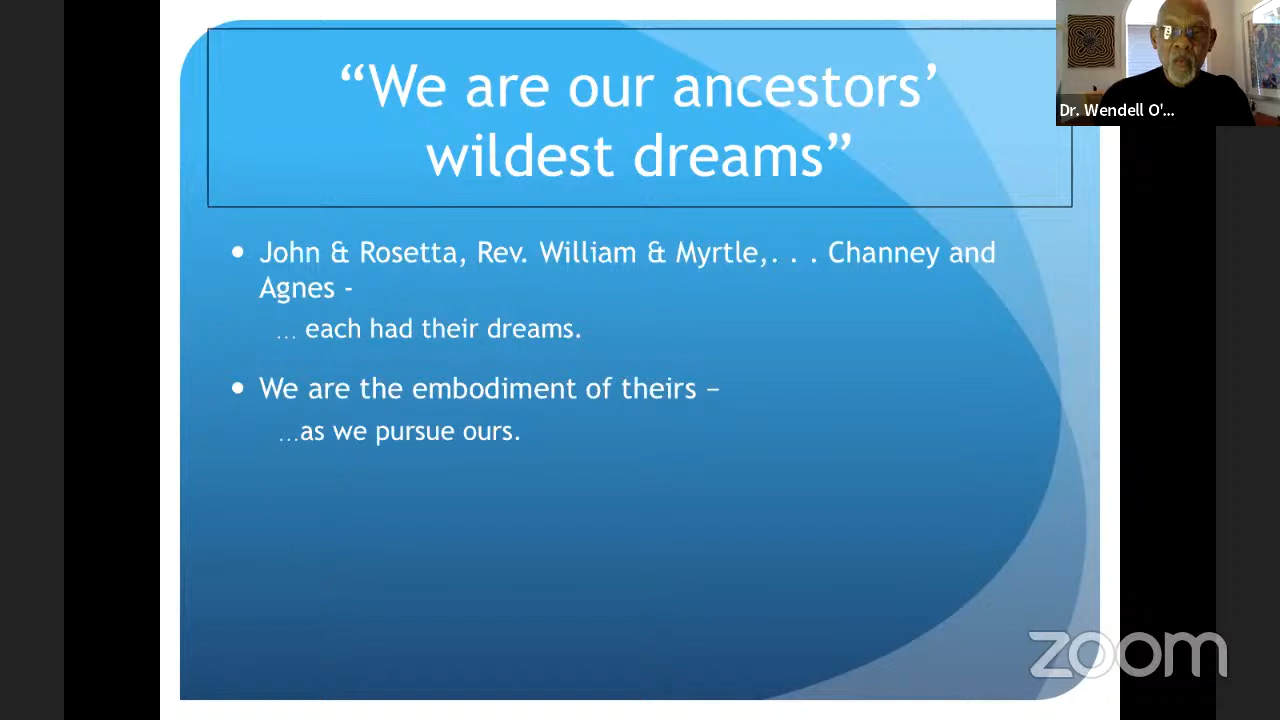 “We are our ancestors’
wildest dreams”
• John & Rosetta, Rev. William & Myrtle,. . . Channey and
Agnes -
... each had their dreams.
• We are the embodiment of theirs –
...as we pursue ours.
Dr. Wendell O'...
zoom